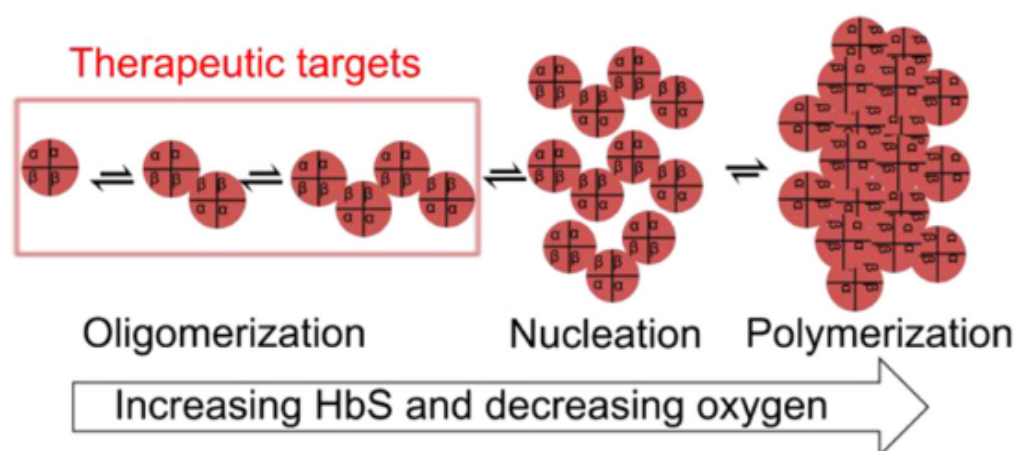 Therapeutic targets
α α
β β
α α
β β
β β
α α
α α
β β
β β
α α
α α
β β
β β
α α
α α
β β
β β
α α
α α
β β
β β
α α
α α
β β
β β
α α
α α
β β
β β
α α
α α
β β
β β
α α
α α
β β
Oligomerization
Nucleation
Polymerization
Increasing HbS and decreasing oxygen